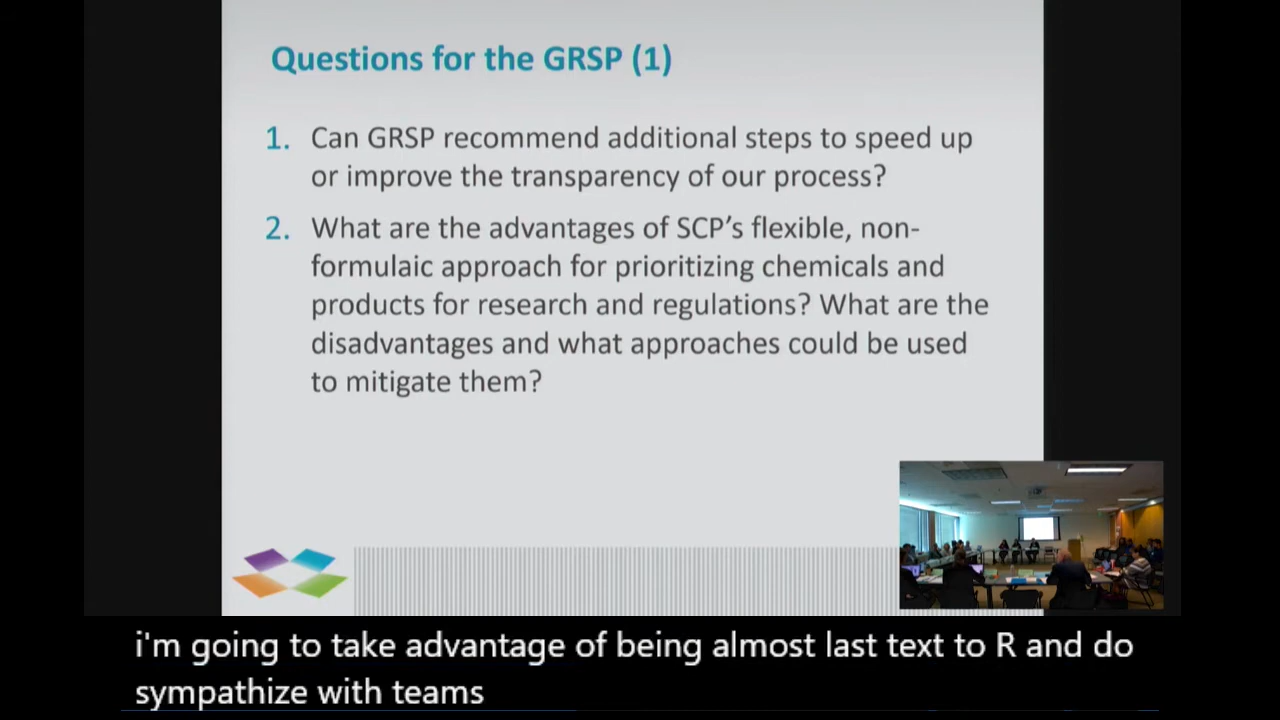 Questions for the GRSP (1)
1. Can GRSP recommend additional steps to speed up
or improve the transparency of our process?
2. What are the advantages of SCP's flexible, non-
formulaic approach for prioritizing chemicals and
products for research and regulations? What are the
disadvantages and what approaches could be used
to mitigate them?
i'm going to take advantage of being almost last text to R and do
sympathize with teams